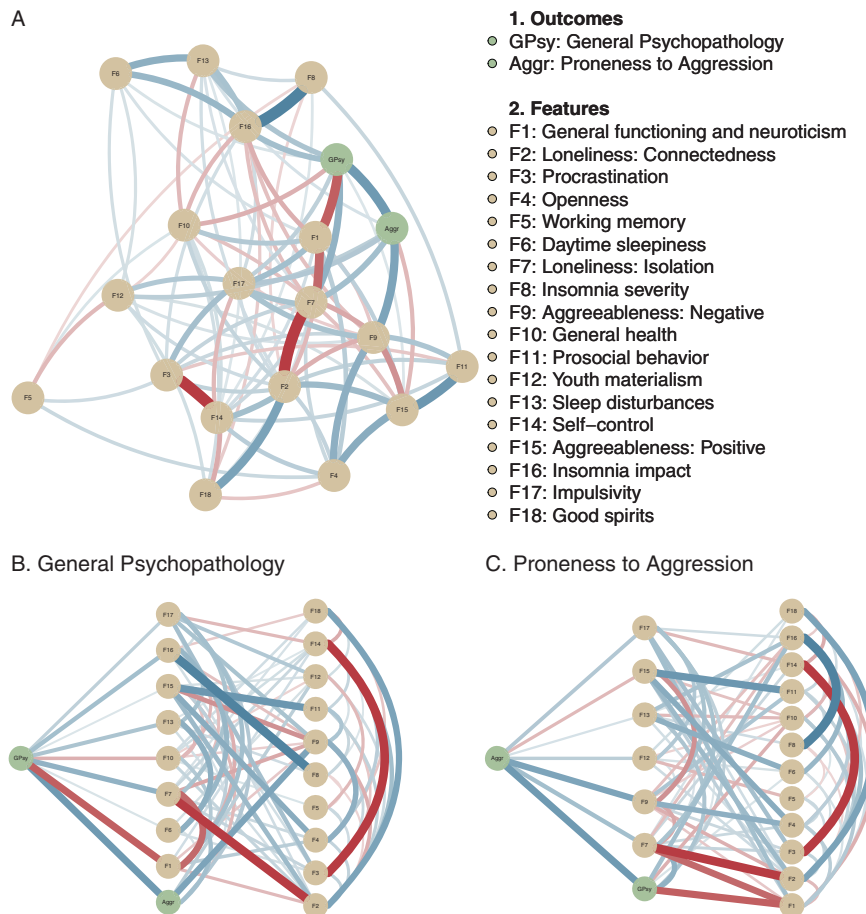 A
1. Outcomes
GPsy: General Psychopathology
Aggr: Proneness to Aggression
2. Features
F1: General functioning and neuroticism
F2: Loneliness: Connectedness
F3: Procrastination
F4: Openness
F5: Working memory
F6: Daytime sleepiness
F7: Loneliness: Isolation
F8: Insomnia severity
F9: Aggreeableness: Negative
F10: General health
F11: Prosocial behavior
F12: Youth materialism
F13: Sleep disturbances
F14: Self−control
F15: Aggreeableness: Positive
F16: Insomnia impact
F17: Impulsivity
F18: Good spirits
F13
F6
F8
F16
GPsy
F10
Aggr
F1
F17
F12
F7
F9
F11
F3
F2
F5
F15
F14
F4
F18
B. General Psychopathology
F17
F16
F15
F13
GPsy
F10
F7
F6
F1
Aggr
F18
F14
F12
F11
F9
F8
F5
F4
F3
F2
C. Proneness to Aggression
F17
F15
F13
Aggr
F12
F9
F7
GPsy
F18
F16
F14
F11
F10
F8
F6
F5
F4
F3
F2
F1